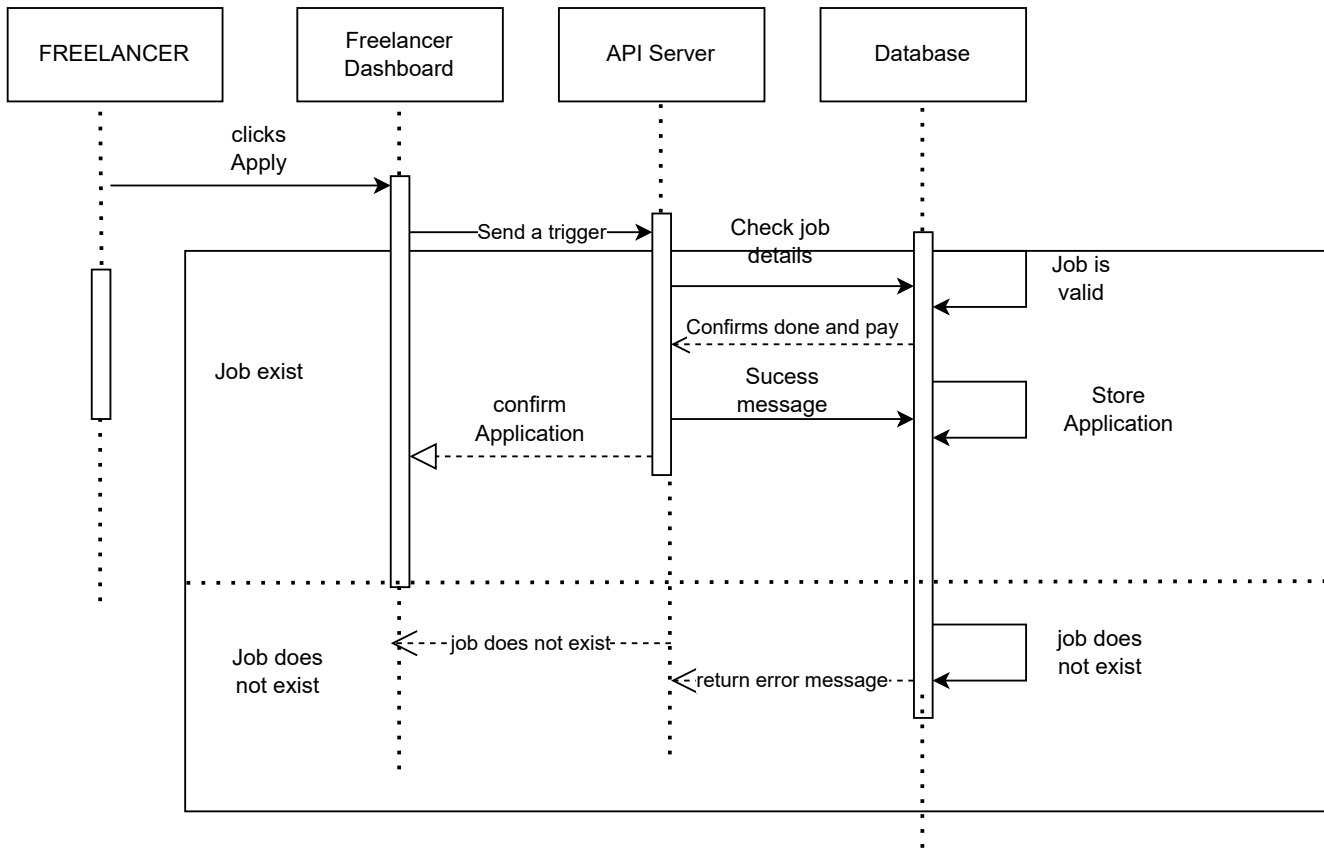 FREELANCER
Freelancer
Dashboard
API Server
Database
clicks
Apply
Send a trigger
Check job
details
Job is
valid
Confirms done and pay
Job exist
Sucess
message
Store
Application
confirm
Application
job does not exist
Job does
not exist
return error message
job does
not exist